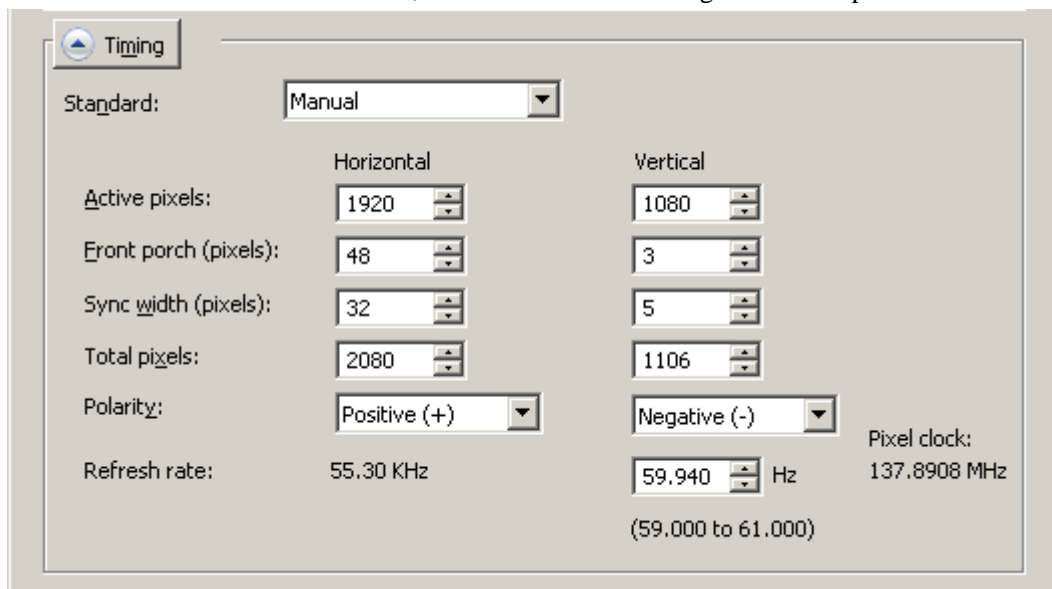 Timing
Standard: Manual
Horizontal Vertical
Active pixels: 1920 1080
Front porch (pixels): 48 3
Sync width (pixels): 32 5
Total pixels: 2080 1106
Polarity: Positive (+) Negative (-)
Pixel clock:
Refresh rate: 55.30 KHz 59.940 Hz 137.8908 MHz
(59.000 to 61.000)